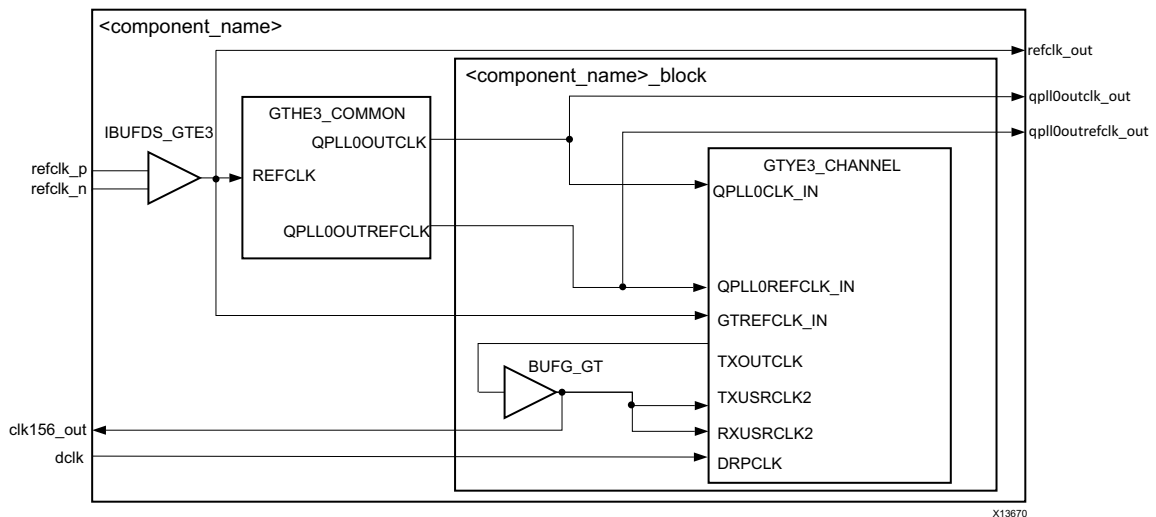 <component_name>
refclk_out
<component_name>_block
qpll0outclk_out
GTHE3_COMMON
IBUFDS_GTE3
QPLL0OUTCLK
qpll0outrefclk_out
refclk_p
refclk_n
REFCLK
GTYE3_CHANNEL
QPLL0CLK_IN
QPLL0OUTREFCLK
QPLL0REFCLK_IN
GTREFCLK_IN
TXOUTCLK
BUFG_GT
TXUSRCLK2
clk156_out
RXUSRCLK2
dclk
DRPCLK
X13670